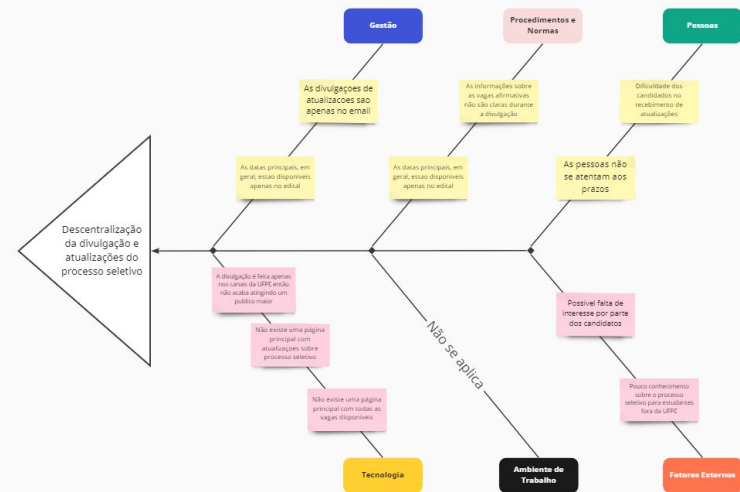 Gestão
Procedimentos e
Normas
Pessoas
As divulgaçoes de
atualizacoes sao
apenas no email
As informações sobre
as vagas afirmativas
não são claras durante
a divulgação
Dificuldade dos
candidados no
recebimento de
atualizações
As datas principais, em
geral, estao disponíveis
apenas no edital
As datas principais, em
geral, estao disponíveis
apenas no edital
As pessoas não
se atentam aos
prazos
Descentralização
da divulgação e
atualizações do
processo seletivo
A divulgação é feita apenas
nos canais da UFPE então
não acaba atingindo um
publico maior
Não existe uma página
principal com
atualizaçoes sobre
processo seletivo
Não existe uma página
principal com todas as
vagas disponíveis
Não se aplica
Possivel falta de
interesse por parte
dos candidatos
Pouco conhecimento
sobre o processo
seletivo para estudantes
fora da UFPE
Tecnologia
Ambiente de
Trabalho
Fatores Externos